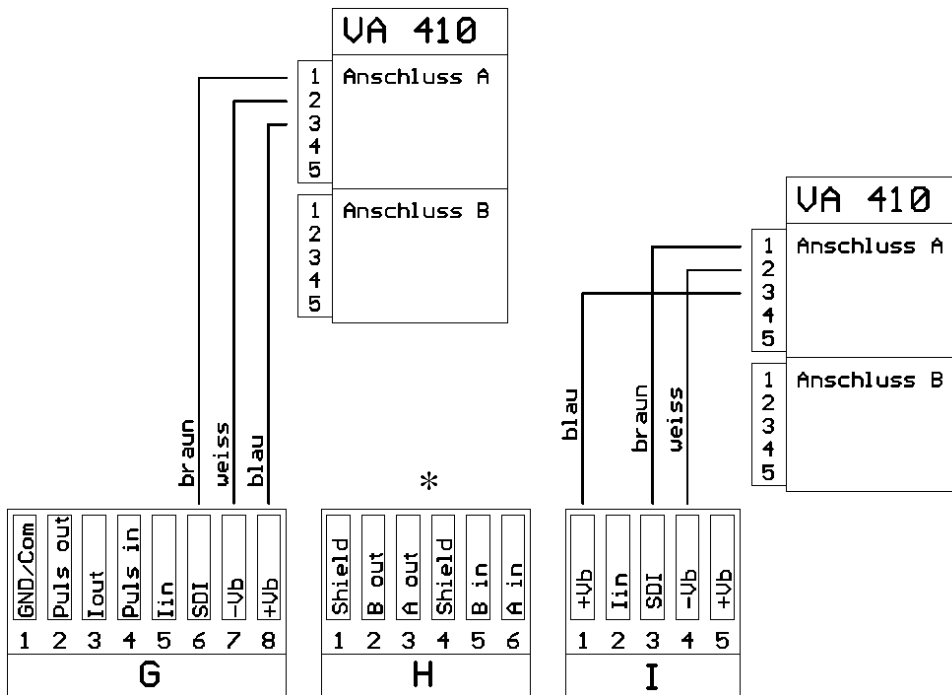 VA 410
1
2
3
4
5
Anschluss A
1
2
3
4
5
Anschluss B
braun
weiss
blau
VA 410
1
2
3
4
5
Anschluss A
1
2
3
4
5
Anschluss B
blau
braun
weiss
GND/Com
Puls out
Iout
Puls in
Iin
SDI
-Vb
+Vb
1 2 3 4 5 6 7 8
G
*
Shield
B out
A out
Shield
B in
A in
1 2 3 4 5 6
H
+Vb
Iin
SDI
-Vb
+Vb
1 2 3 4 5
I